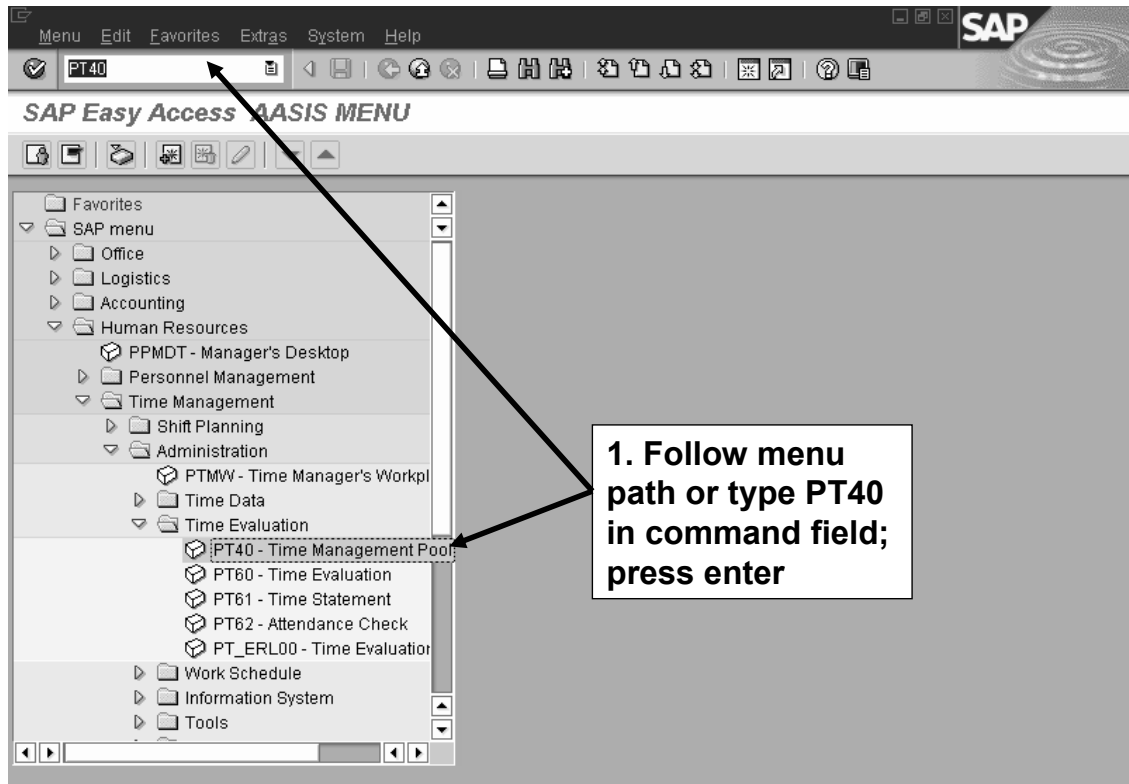 Menu Edit Favorites Extras System Help
SAP
PT40
SAP Easy Access AASIS MENU
Favorites
SAP menu
Office
Logistics
Accounting
Human Resources
PPMDT - Manager's Desktop
Personnel Management
Time Management
Shift Planning
Administration
PTMW - Time Manager's Workpl
Time Data
Time Evaluation
PT40 - Time Management Pool
PT60 - Time Evaluation
PT61 - Time Statement
PT62 - Attendance Check
PT_ERL00 - Time Evaluation
Work Schedule
Information System
Tools
1. Follow menu
path or type PT40
in command field;
press enter